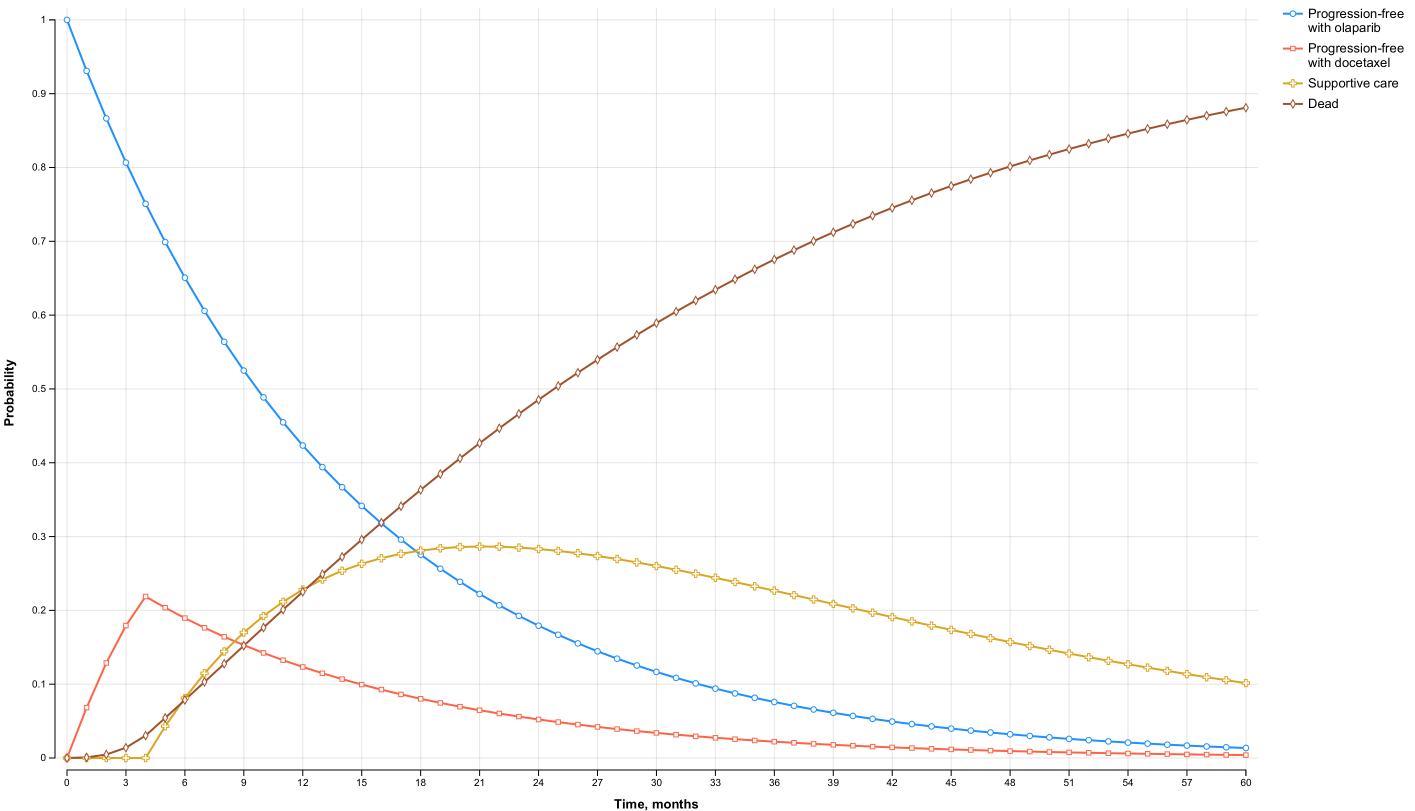 1
0.9
0.8
0.7
0.6
0.5
0.4
0.3
0.2
0.1
0
Probability
0 3 6 9 12 15 18 21 24 27 30 33 36 39 42 45 48 51 54 57 60
Time, months
Progression-free
with olaparib
Progression-free
with docetaxel
Supportive care
Dead